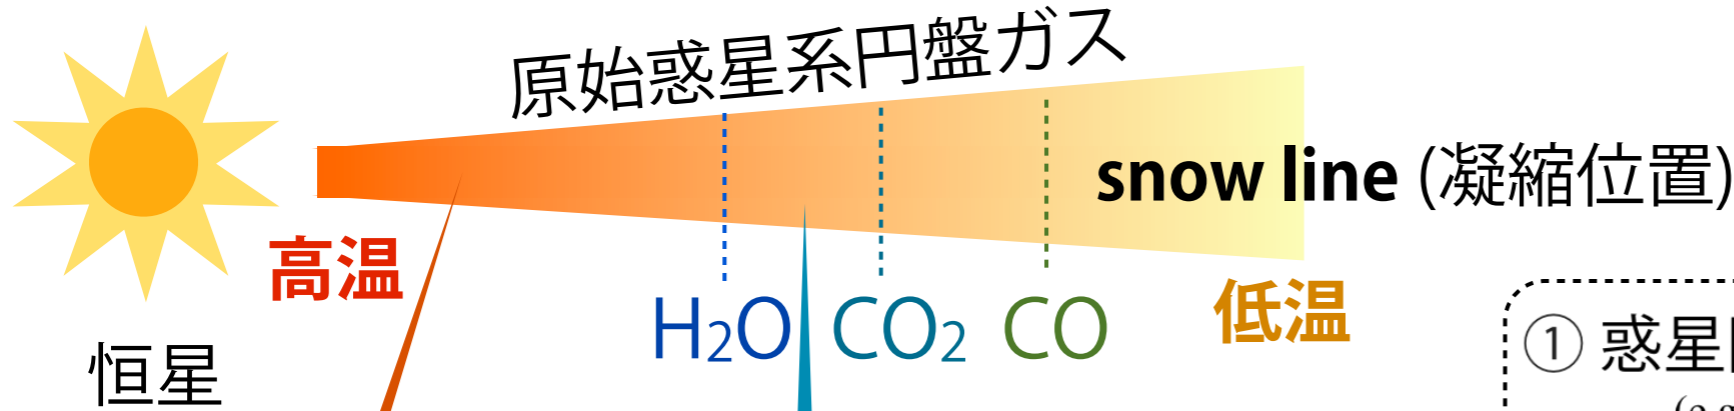 原始惑星系円盤ガス
snow line (凝縮位置)
高温
H₂O CO₂ CO
低温
恒星
① 惑星